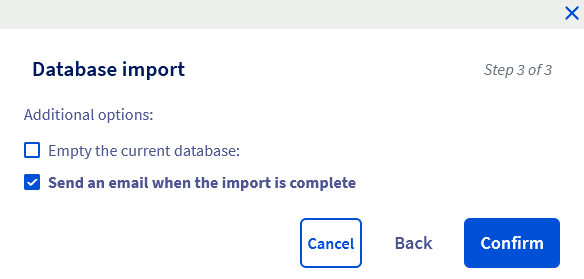 Database import
Step 3 of 3
Additional options:
Empty the current database:
Send an email when the import is complete
Cancel
Back
Confirm